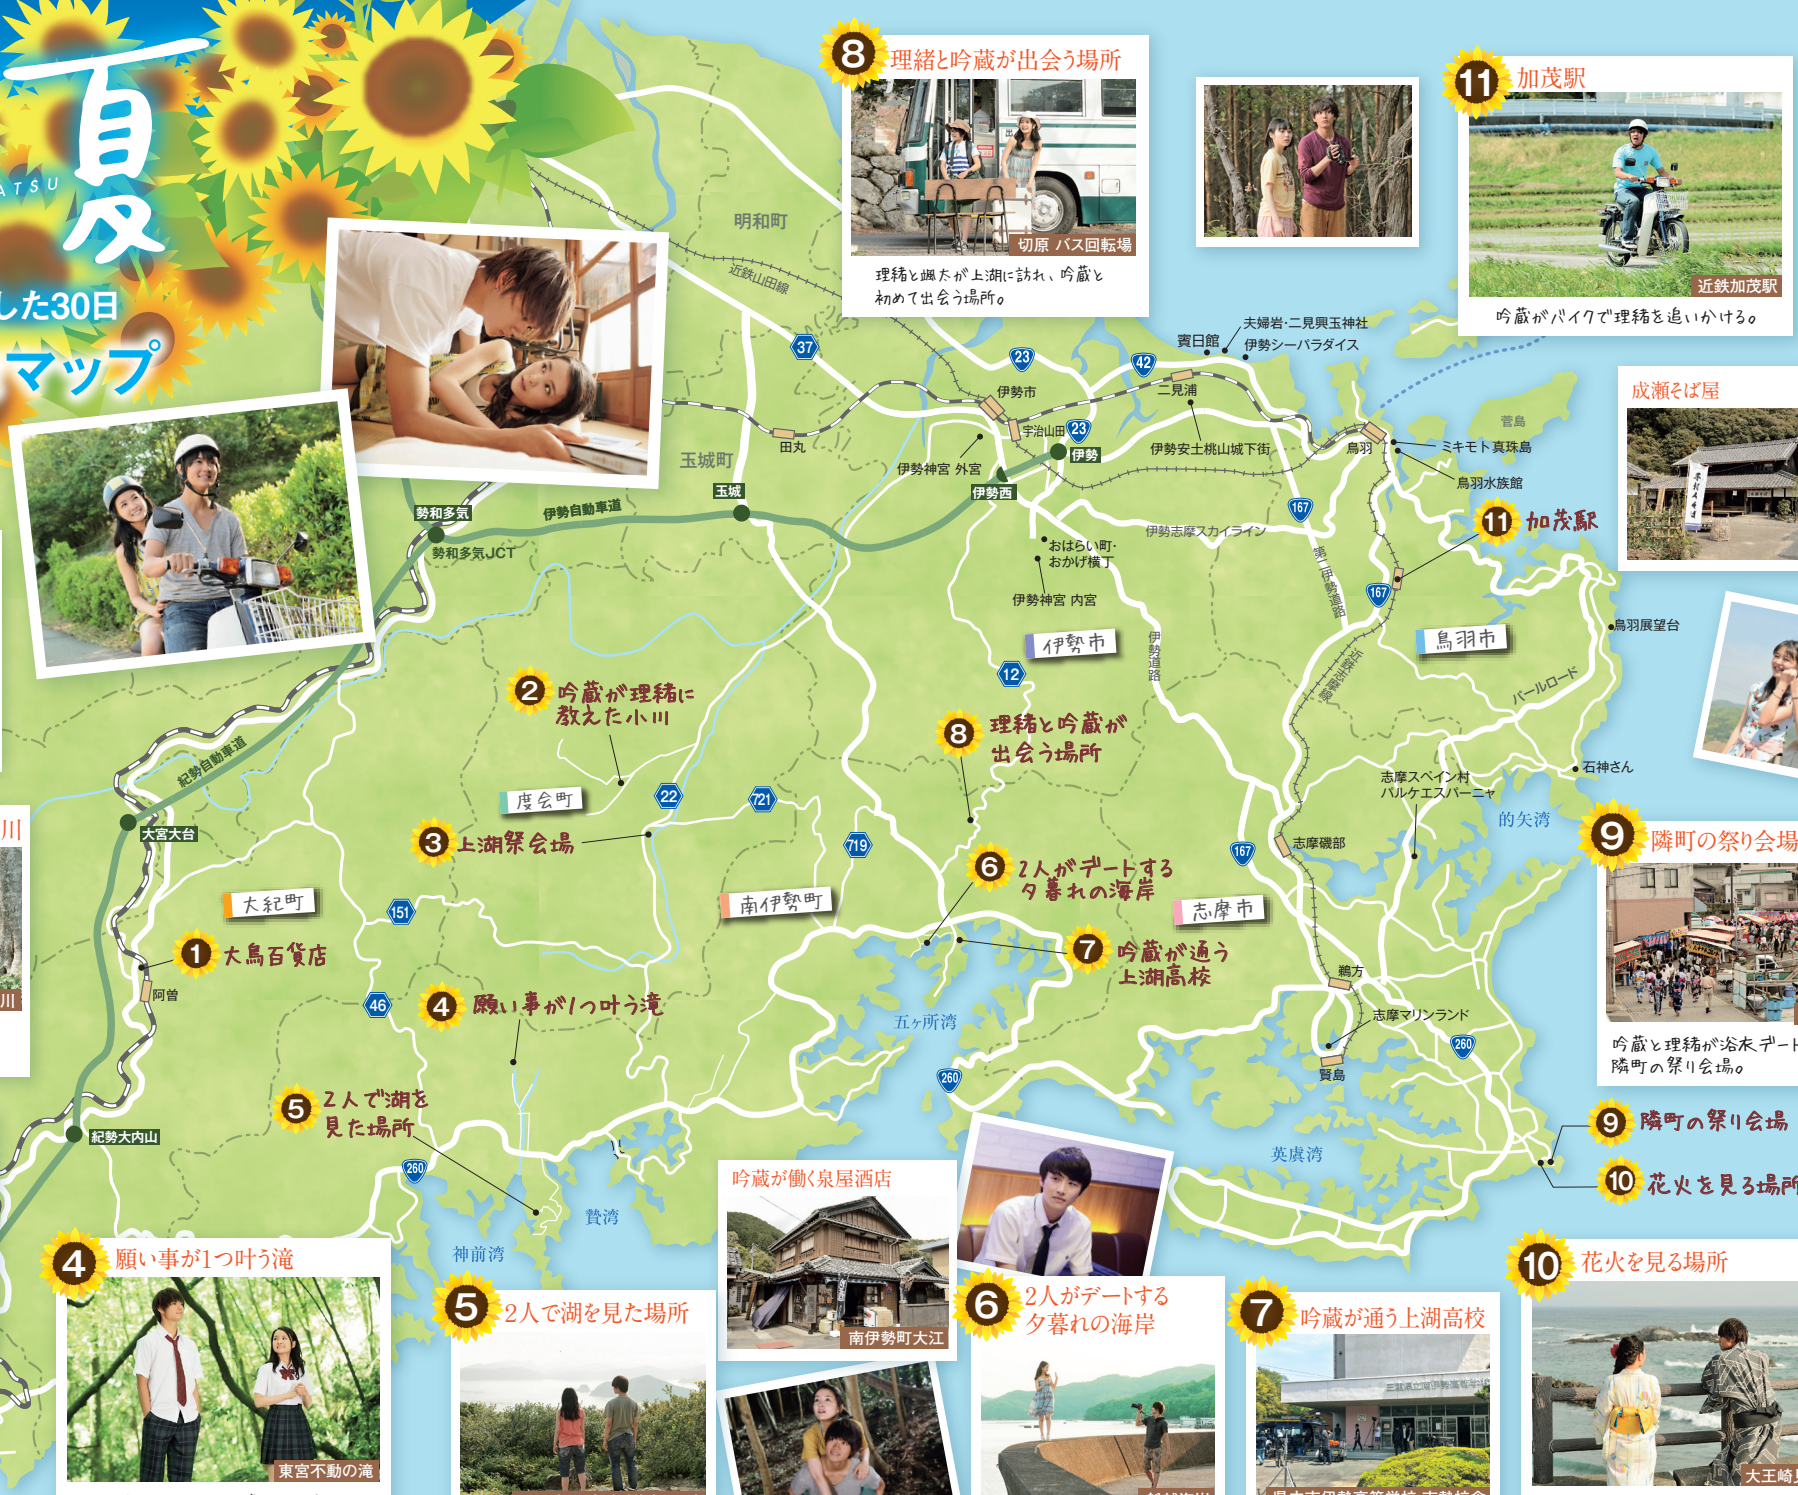 夏
ATSU
した30日
マップ
8
理緒と吟蔵が出会う場所
切原 バス回転場
理緒と颯太が上湖に訪れ、吟蔵と
初めて出会う場所。
11
加茂駅
近鉄加茂駅
吟蔵がバイクで理緒を追いかける。
成瀬そば屋
明和町
近鉄山田線
37
23
42
賓日館
夫婦岩・二見興玉神社
伊勢シーパラダイス
伊勢市
二見浦
宇治山田
23
田丸
玉城町
伊勢神宮 外宮
伊勢
伊勢西
伊勢安土桃山城下街
鳥羽
ミキモト真珠島
菅島
鳥羽水族館
11
加茂駅
玉城
勢和多気
伊勢自動車道
勢和多気JCT
167
伊勢志摩スカイライン
第二伊勢道路
おはらい町・
おかげ横丁
伊勢神宮 内宮
167
伊勢市
伊勢道路
鳥羽市
鳥羽展望台
近鉄志摩線
パールロード
12
2
吟蔵が理緒に
教えた小川
8
理緒と吟蔵が
出会う場所
紀勢自動車道
度会町
22
721
石神さん
志摩スペイン村
パルケエスパーニャ
的矢湾
大宮大台
3
上湖祭会場
719
167
志摩磯部
6
2人がデートする
夕暮れの海岸
川
川
9
隣町の祭り会場
大紀町
151
南伊勢町
志摩市
1
大鳥百貨店
7
吟蔵が通う
上湖高校
阿曽
46
4
願い事が1つ叶う滝
五ヶ所湾
鵜方
志摩マリンランド
260
賢島
260
吟蔵と理緒が浴衣デート
隣町の祭り会場。
5
2人で湖を
見た場所
紀勢大内山
260
9
隣町の祭り会場
10
花火を見る場所
英虞湾
贄湾
神前湾
4
願い事が1つ叶う滝
東宮不動の滝
5
2人で湖を見た場所
吟蔵が働く泉屋酒店
南伊勢町大江
6
2人がデートする
夕暮れの海岸
7
吟蔵が通う上湖高校
10
花火を見る場所
大王崎